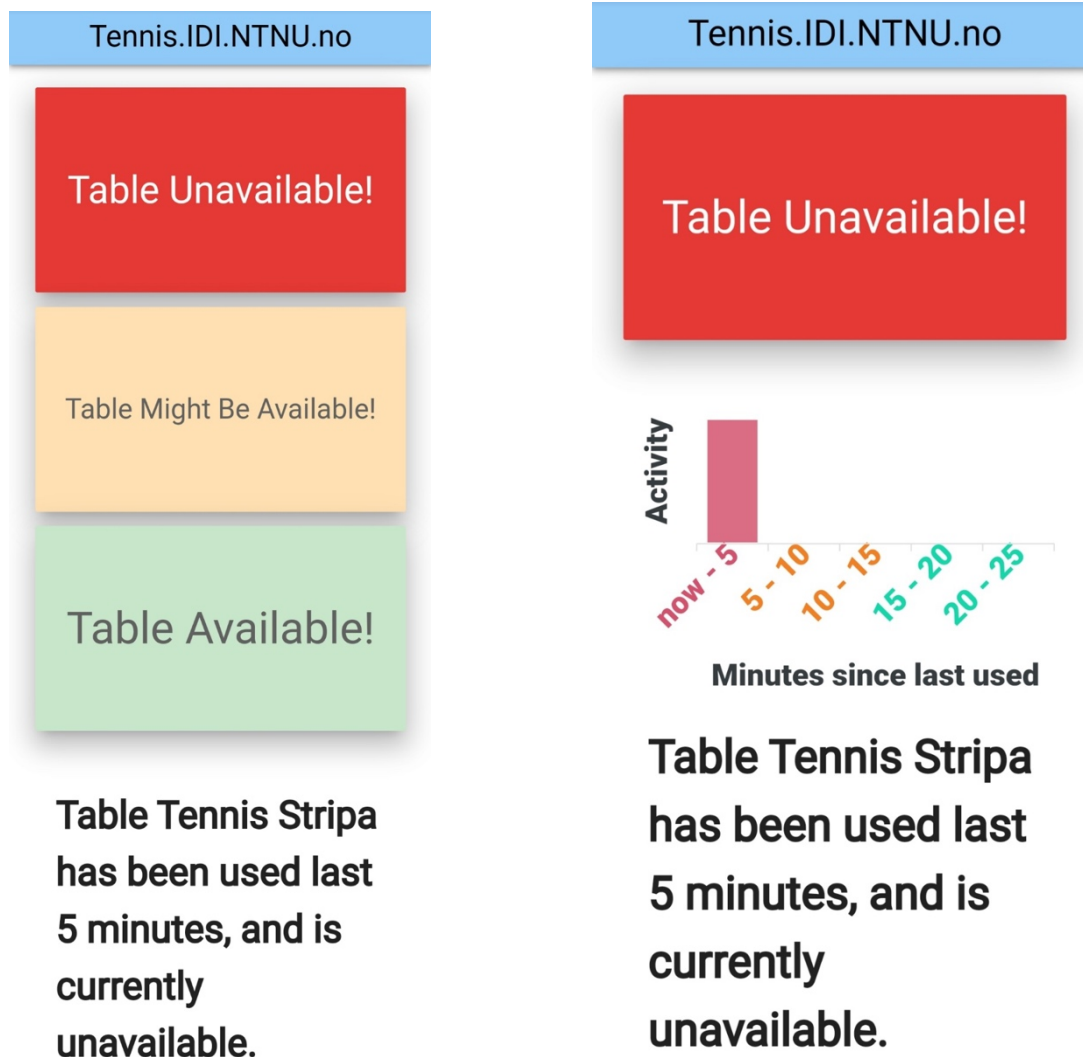 Tennis.IDI.NTNU.no
Table Unavailable!
Table Might Be Available!
Table Available!
Table Tennis Stripa
has been used last
5 minutes, and is
currently
unavailable.
Tennis.IDI.NTNU.no
Table Unavailable!
Activity
now - 5
5 - 10
10 - 15
15 - 20
20 - 25
Minutes since last used
Table Tennis Stripa
has been used last
5 minutes, and is
currently
unavailable.